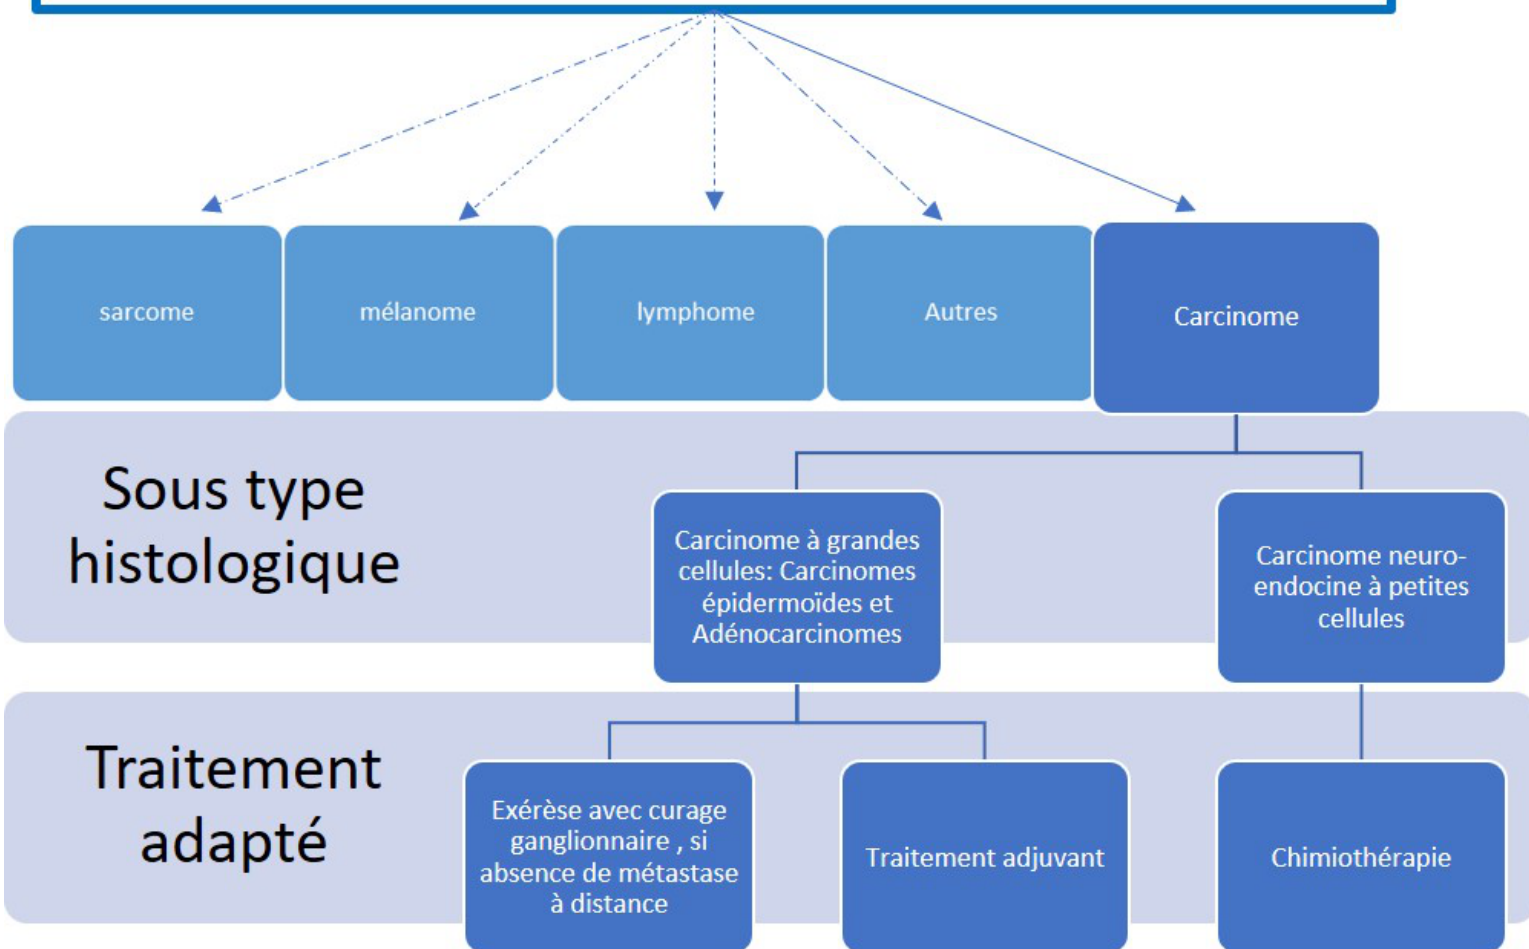 sarcome
mélanome
lymphome
Autres
Carcinome
Sous type
histologique
Carcinome à grandes
cellules: Carcinomes
épidermoïdes et
Adénocarcinomes
Carcinome neuro-
endocine à petites
cellules
Traitement
adapté
Exérèse avec curage
ganglionnaire , si
absence de métastase
à distance
Traitement adjuvant
Chimiothérapie